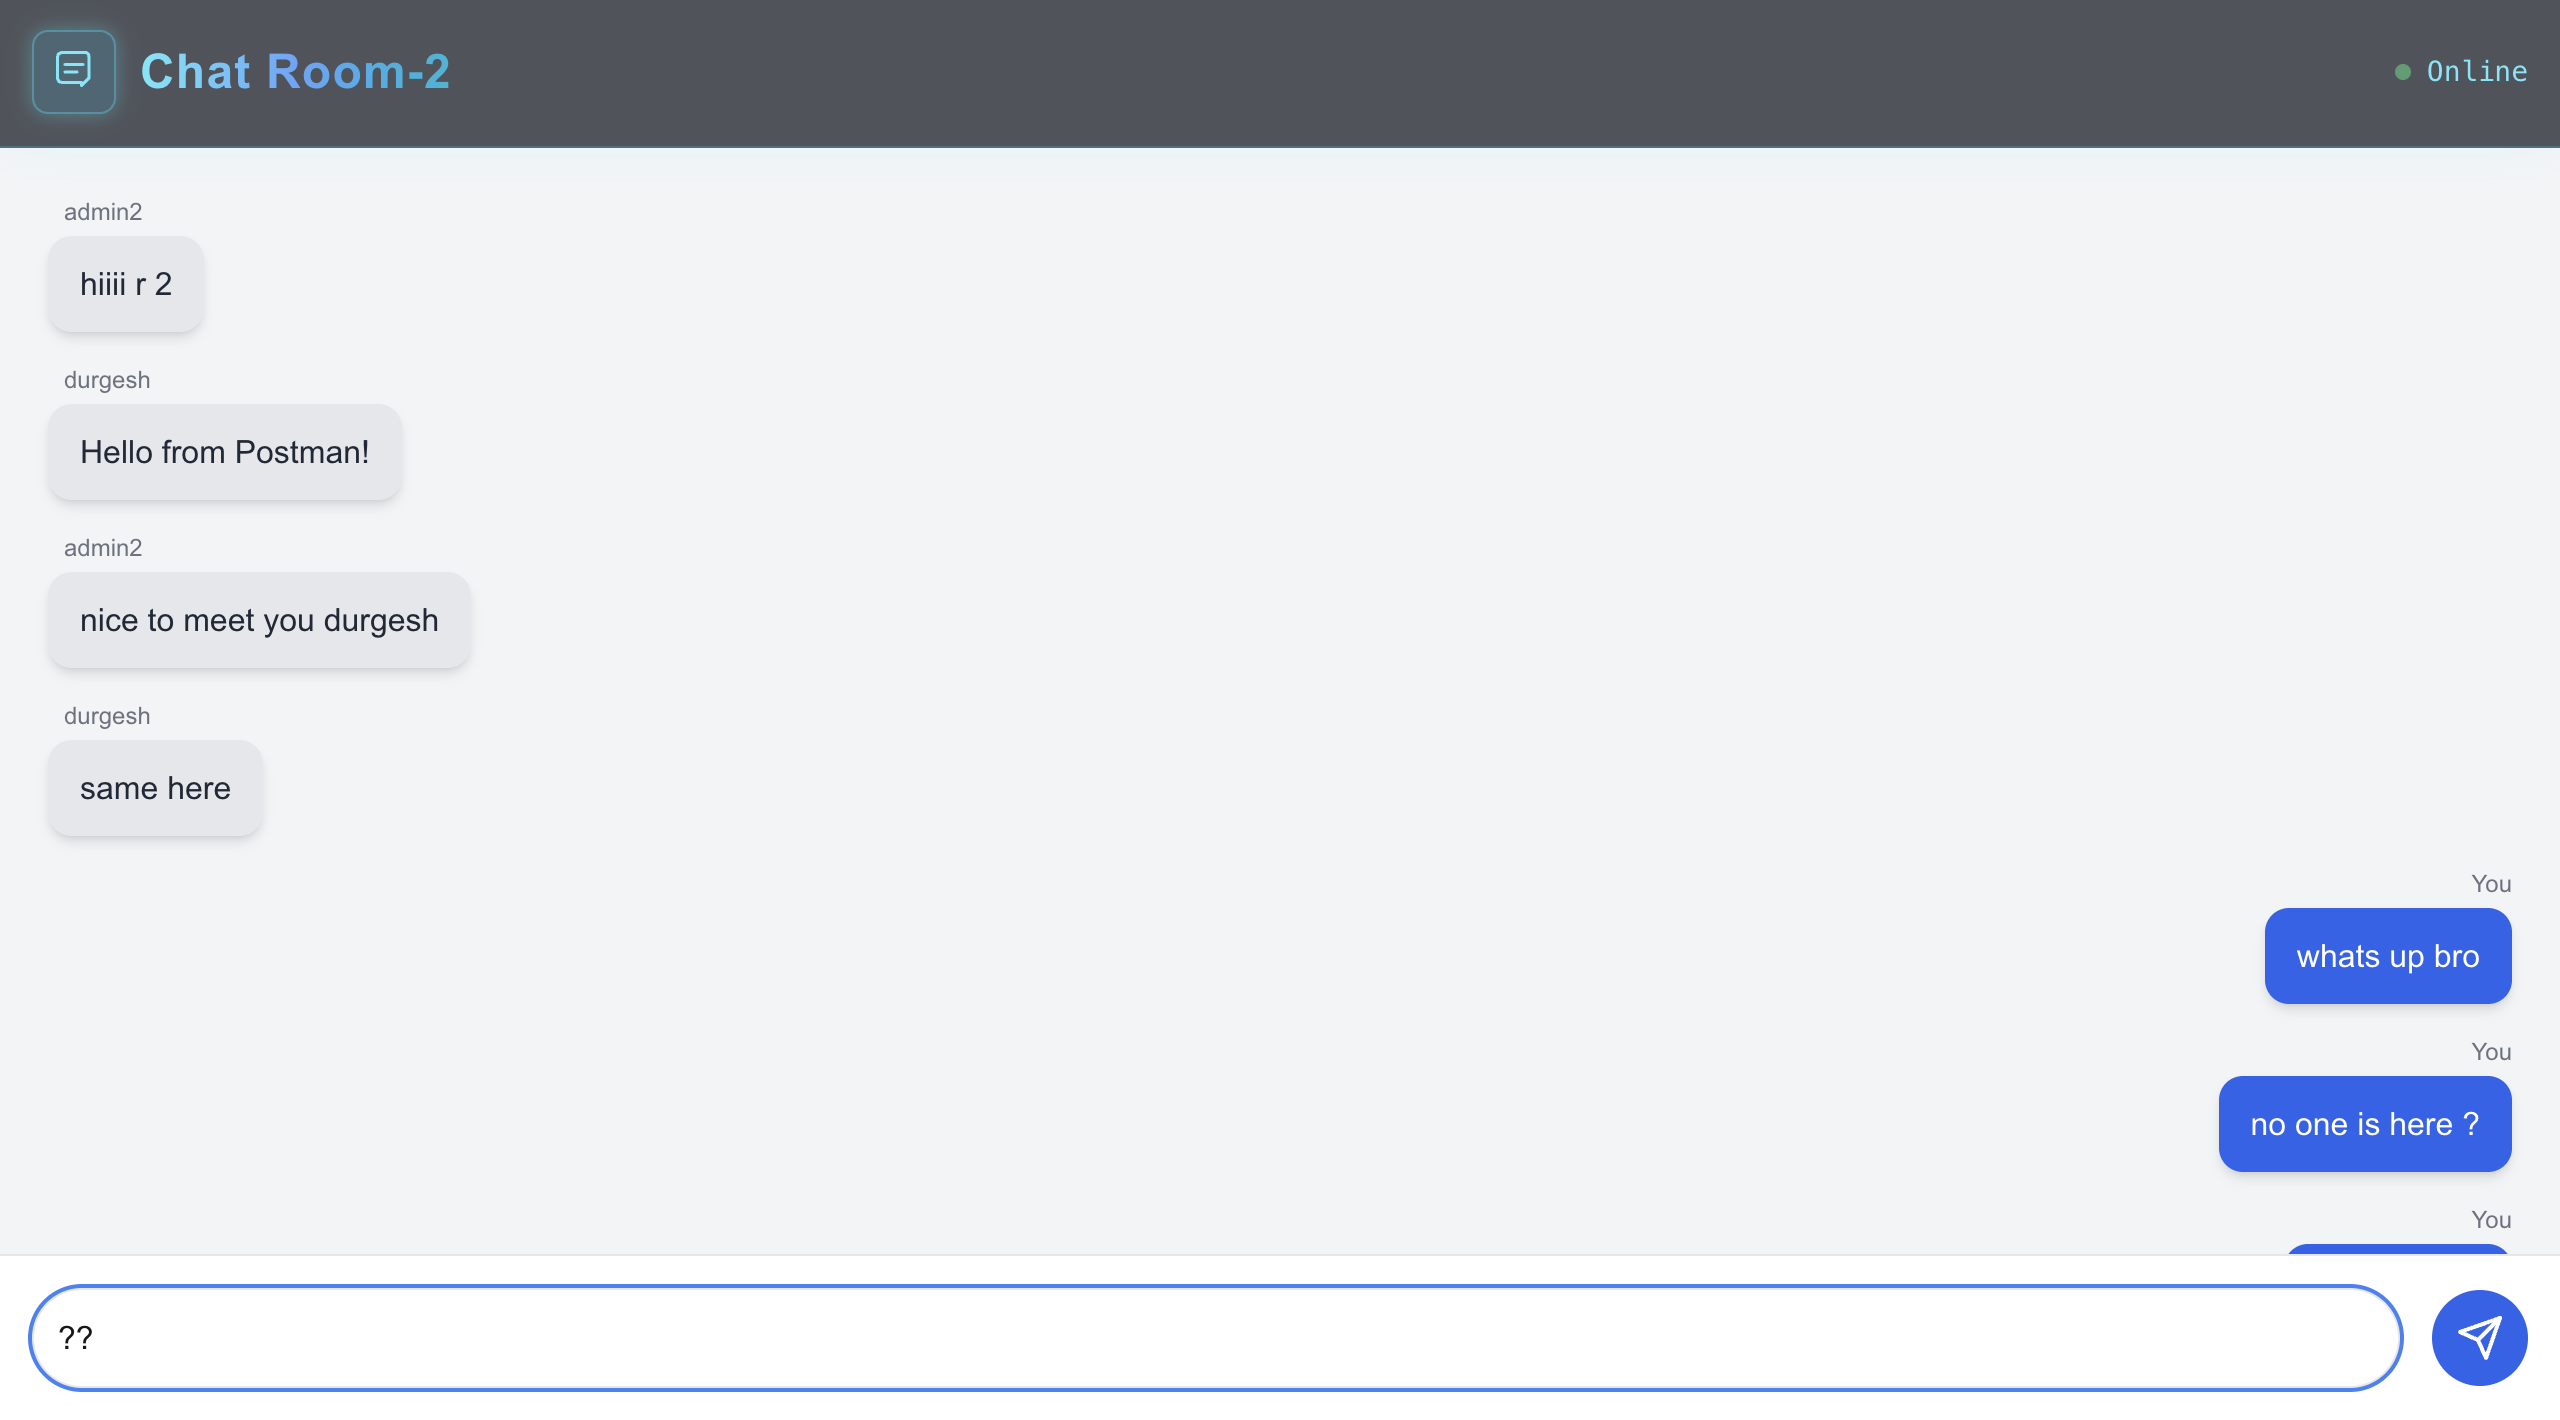 Chat Room-2
Online
admin2
hiiii r 2
durgesh
Hello from Postman!
admin2
nice to meet you durgesh
durgesh
same here
You
whats up bro
You
no one is here ?
You
??